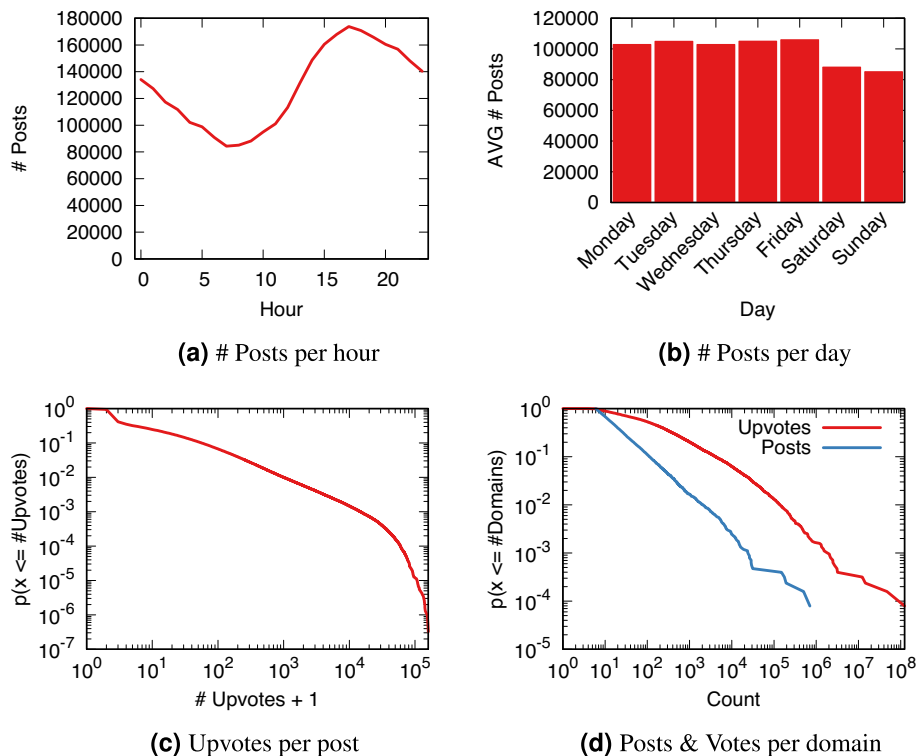 180000
160000
140000
120000
100000
80000
60000
40000
20000
0
# Posts
0 5 10 15 20
Hour
(a) # Posts per hour
120000
100000
80000
60000
40000
20000
0
AVG # Posts
Monday
Tuesday
Wednesday
Thursday
Friday
Saturday
Sunday
Day
(b) # Posts per day
10^0
10^-1
10^-2
10^-3
10^-4
10^-5
10^-6
10^-7
p(x <= #Upvotes)
10^0 10^1 10^2 10^3 10^4 10^5
# Upvotes + 1
(c) Upvotes per post
10^0
10^-1
10^-2
10^-3
10^-4
10^-5
p(x <= #Domains)
Upvotes
Posts
10^0 10^1 10^2 10^3 10^4 10^5 10^6 10^7 10^8
Count
(d) Posts & Votes per domain